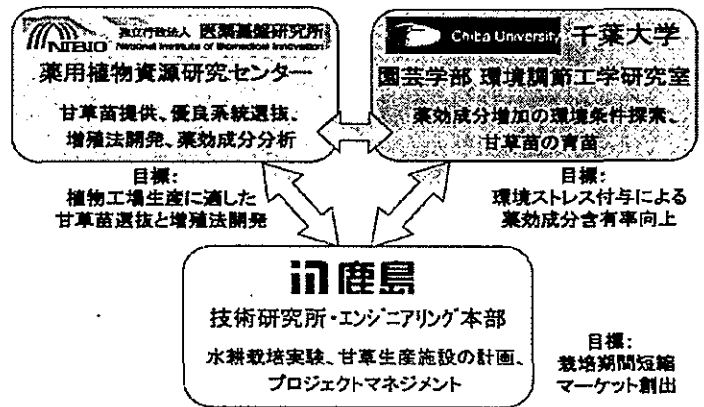 NIBIO 独立行政法人 医薬基盤研究所
National Institute of Biomedical Innovation
薬用植物資源研究センター
甘草苗提供、優良系統選抜、
増殖法開発、薬効成分分析
目標:
植物工場生産に適した
甘草苗選抜と増殖法開発
Chiba University 千葉大学
園芸学部 環境調節工学研究室
薬効成分増加の環境条件探索、
甘草苗の育苗
目標:
環境ストレス付与による
薬効成分含有率向上
鹿島
技術研究所・エンジニアリング本部
水耕栽培実験、甘草生産施設の計画、
プロジェクトマネジメント
目標:
栽培期間短縮
マーケット創出